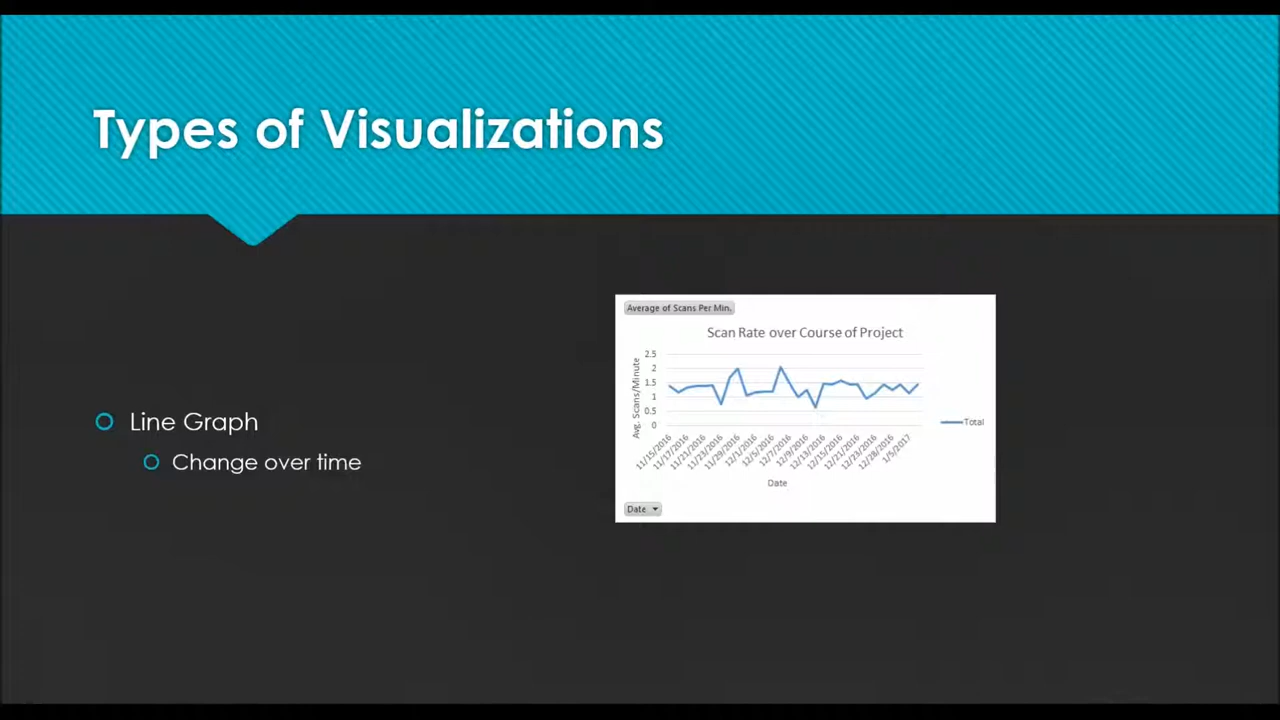 Types of Visualizations
Line Graph
Change over time
Average of Scans Per Min.
Scan Rate over Course of Project
Avg. Scans/Minute
2.5
2
1.5
1
0.5
0
11/15/2016
11/17/2016
11/21/2016
11/23/2016
11/29/2016
12/1/2016
12/5/2016
12/7/2016
12/9/2016
12/13/2016
12/15/2016
12/21/2016
12/23/2016
12/28/2016
1/5/2017
Total
Date
Date